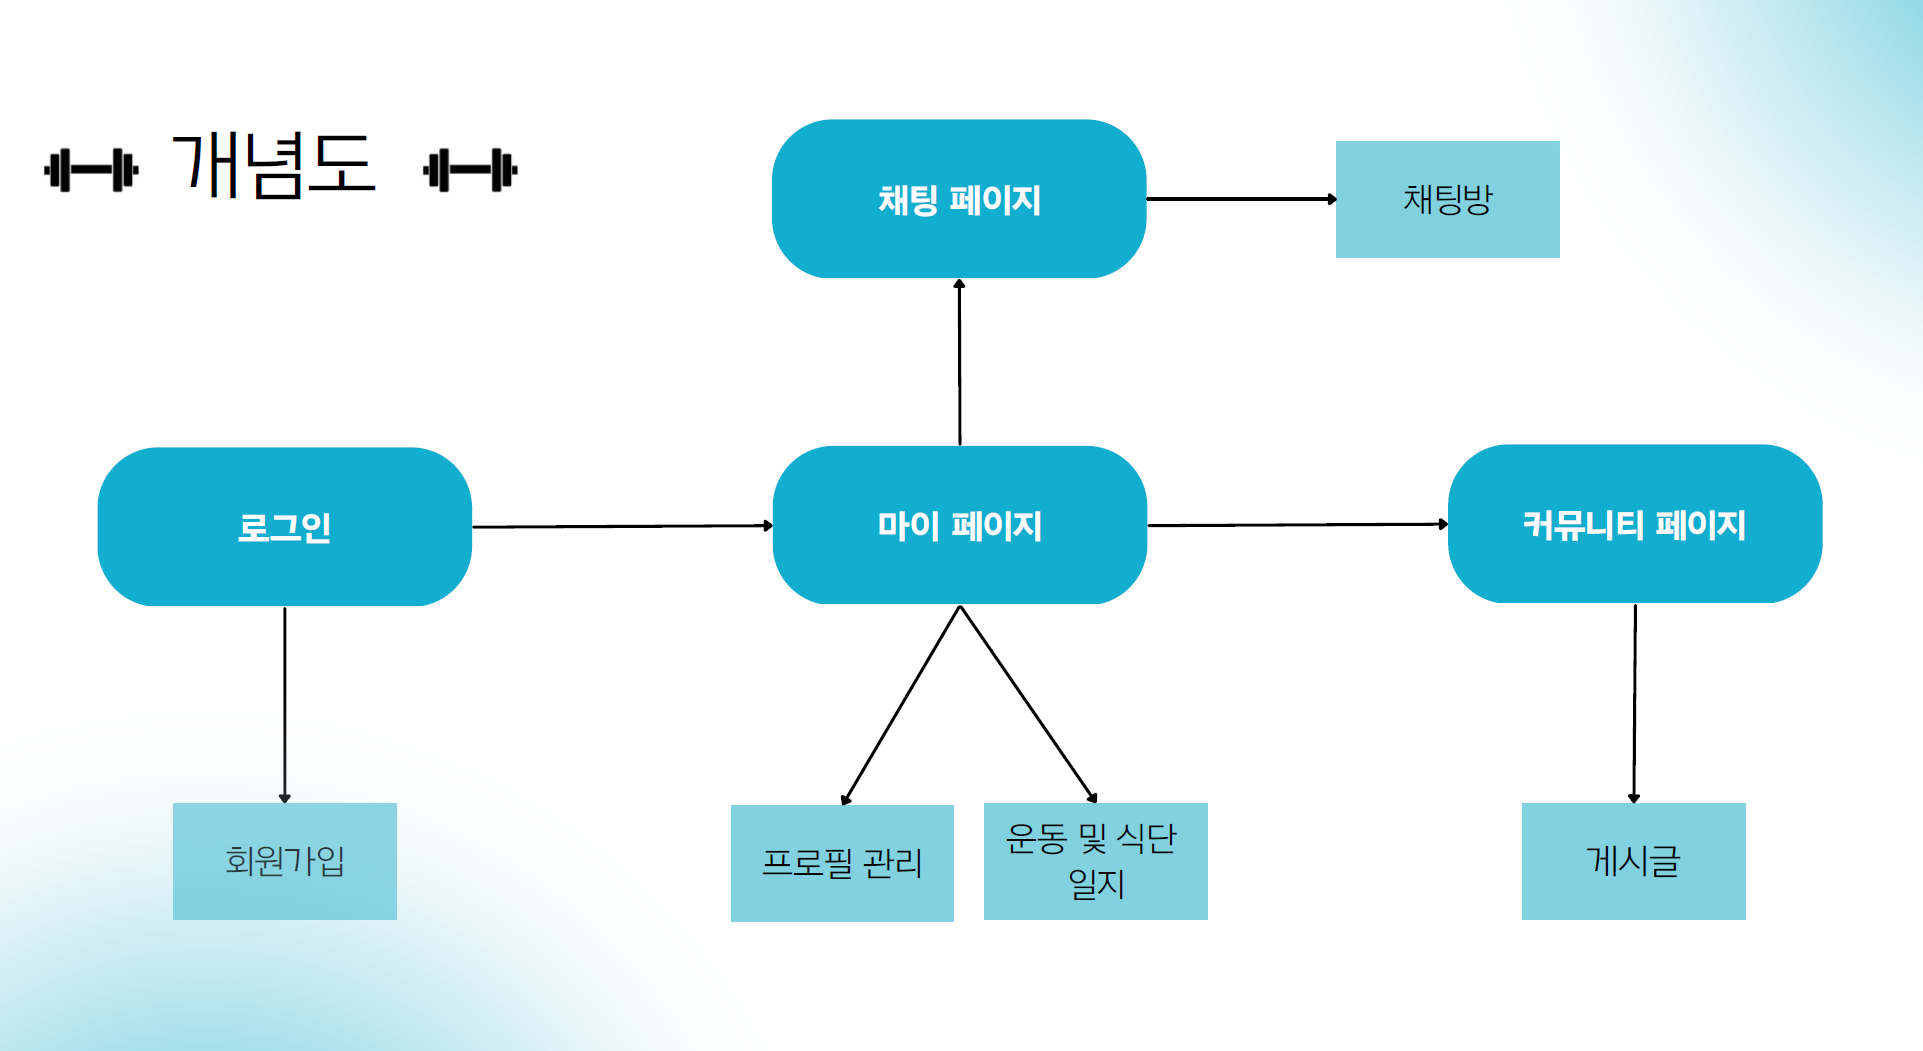 개념도
채팅 페이지
채팅방
로그인
마이 페이지
커뮤니티 페이지
회원가입
프로필 관리
운동 및 식단
일지
게시글